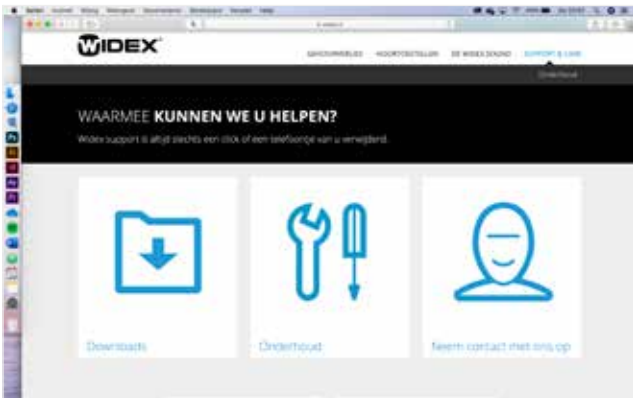 WIDEX
HOORTOESTELLEN DE WIDEX SOUND SUPPORT & CARE
Onderhoud
WAARMEE KUNNEN WE U HELPEN?
Widex support is altijd slechts een click of een telefoontje van u verwijderd.
Downloads
Onderhoud
Neem contact met ons op